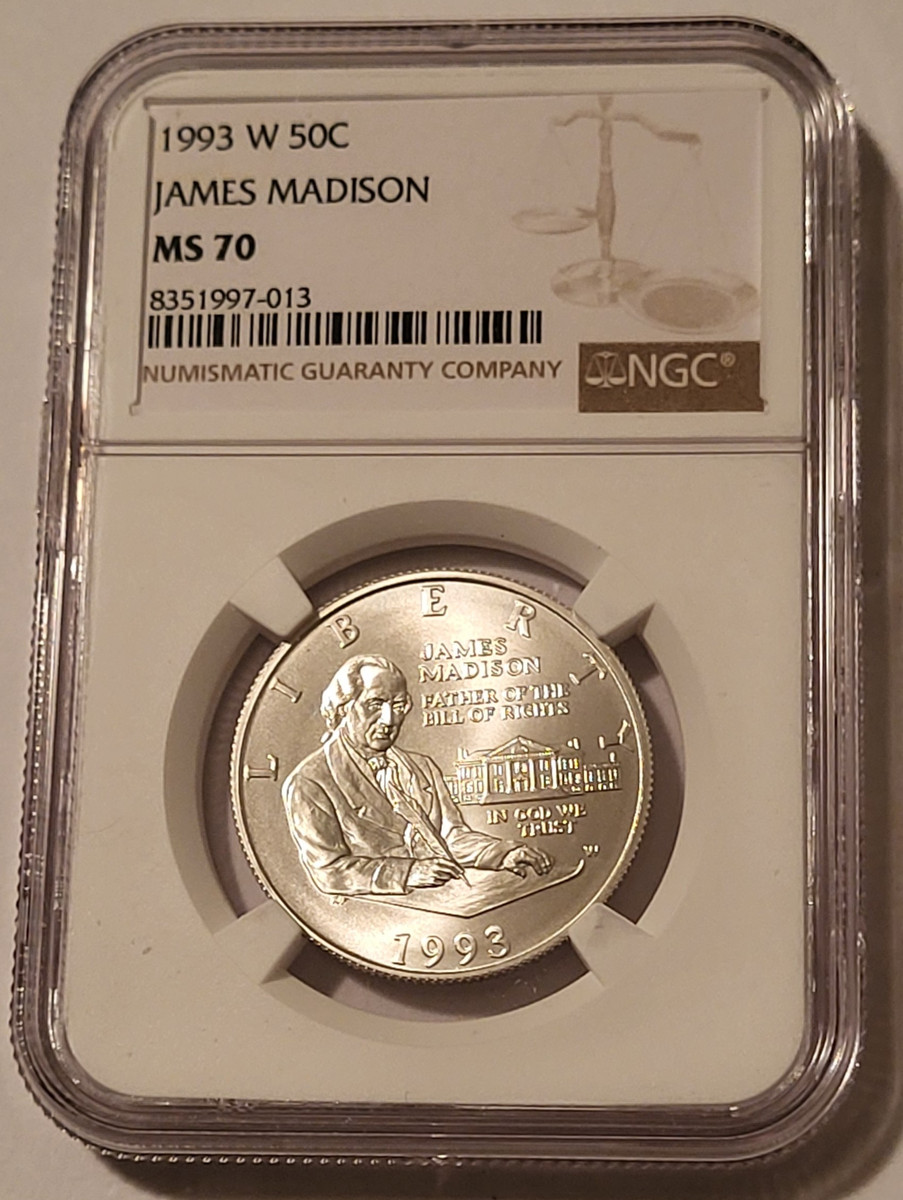 1993 W 50C
JAMES MADISON
MS 70
8351997-013
NUMISMATIC GUARANTY COMPANY
NGC®
LIBERTY
JAMES
MADISON
FATHER OF THE
BILL OF RIGHTS
IN GOD WE
TRUST
W
1993